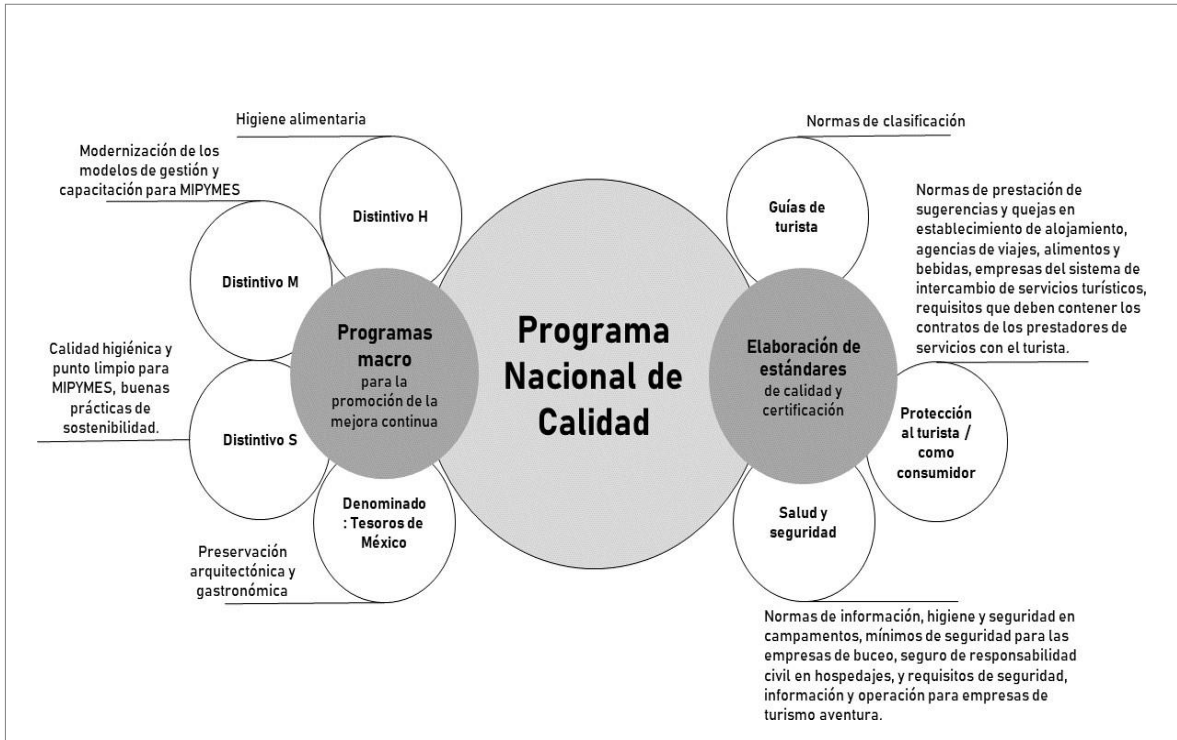 Higiene alimentaria
Modernización de los
modelos de gestión y
capacitación para MIPYMES
Distintivo H
Distintivo M
Calidad higiénica y
punto limpio para
MIPYMES, buenas
prácticas de
sostenibilidad.
Distintivo S
Programas
macro
para la
promoción de la
mejora continua
Denominado
: Tesoros de
México
Preservación
arquitectónica y
gastronómica
Programa
Nacional de
Calidad
Normas de clasificación
Guías de
turista
Normas de prestación de
sugerencias y quejas en
establecimiento de alojamiento,
agencias de viajes, alimentos y
bebidas, empresas del sistema de
intercambio de servicios turísticos,
requisitos que deben contener los
contratos de los prestadores de
servicios con el turista.
Elaboración de
estándares
de calidad y
certificación
Protección
al turista /
como
consumidor
Salud y
seguridad
Normas de información, higiene y seguridad en
campamentos, mínimos de seguridad para las
empresas de buceo, seguro de responsabilidad
civil en hospedajes, y requisitos de seguridad,
información y operación para empresas de
turismo aventura.